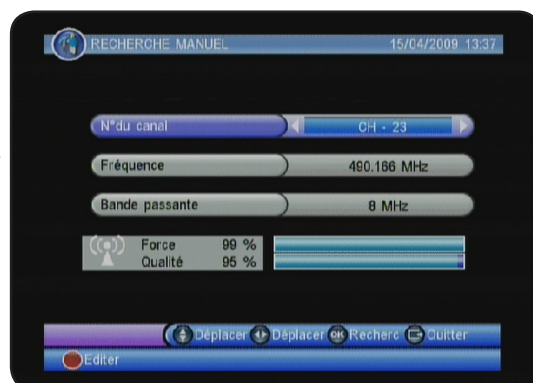 RECHERCHE MANUEL 15/04/2009 13:37
N°du canal CH - 23
Fréquence 490.166 MHz
Bande passante 8 MHz
Force 99 %
Qualité 95 %
Déplacer Déplacer OK Recherc Quitter
Editer